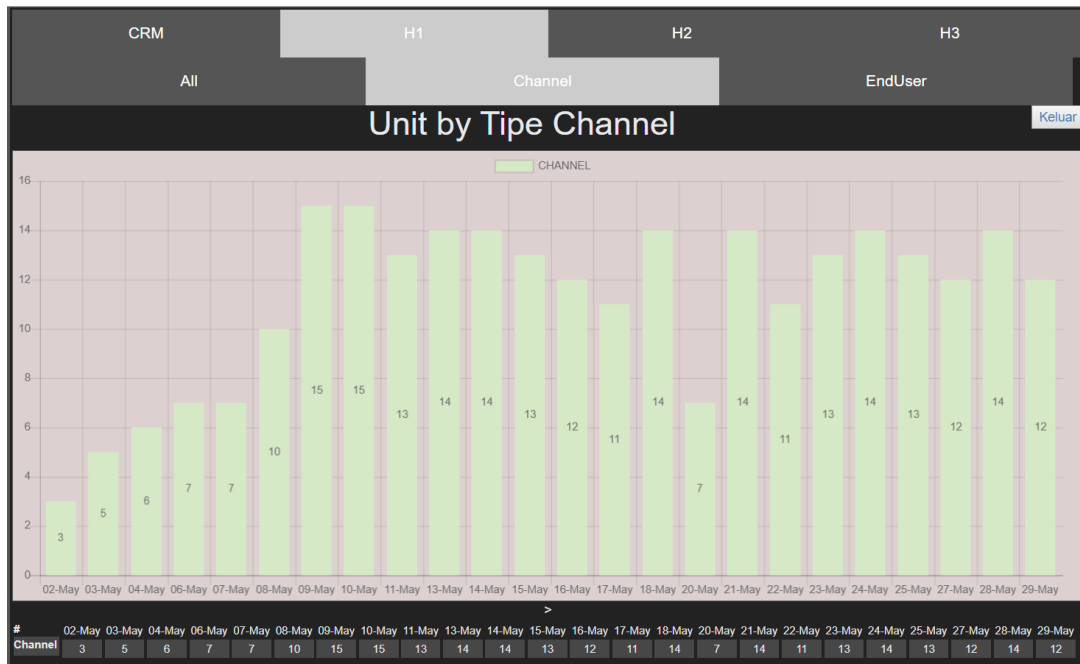 CRM H1 H2 H3
All Channel EndUser
Unit by Tipe Channel
Keluar
CHANNEL
16
14
12
10
8
6
4
2
0
3 5 6 7 7 10 15 15 13 14 14 13 12 11 14 7 14 11 13 14 13 12 14 12
02-May 03-May 04-May 06-May 07-May 08-May 09-May 10-May 11-May 13-May 14-May 15-May 16-May 17-May 18-May 20-May 21-May 22-May 23-May 24-May 25-May 27-May 28-May 29-May
>
# 02-May 03-May 04-May 06-May 07-May 08-May 09-May 10-May 11-May 13-May 14-May 15-May 16-May 17-May 18-May 20-May 21-May 22-May 23-May 24-May 25-May 27-May 28-May 29-May
Channel 3 5 6 7 7 10 15 15 13 14 14 13 12 11 14 7 14 11 13 14 13 12 14 12